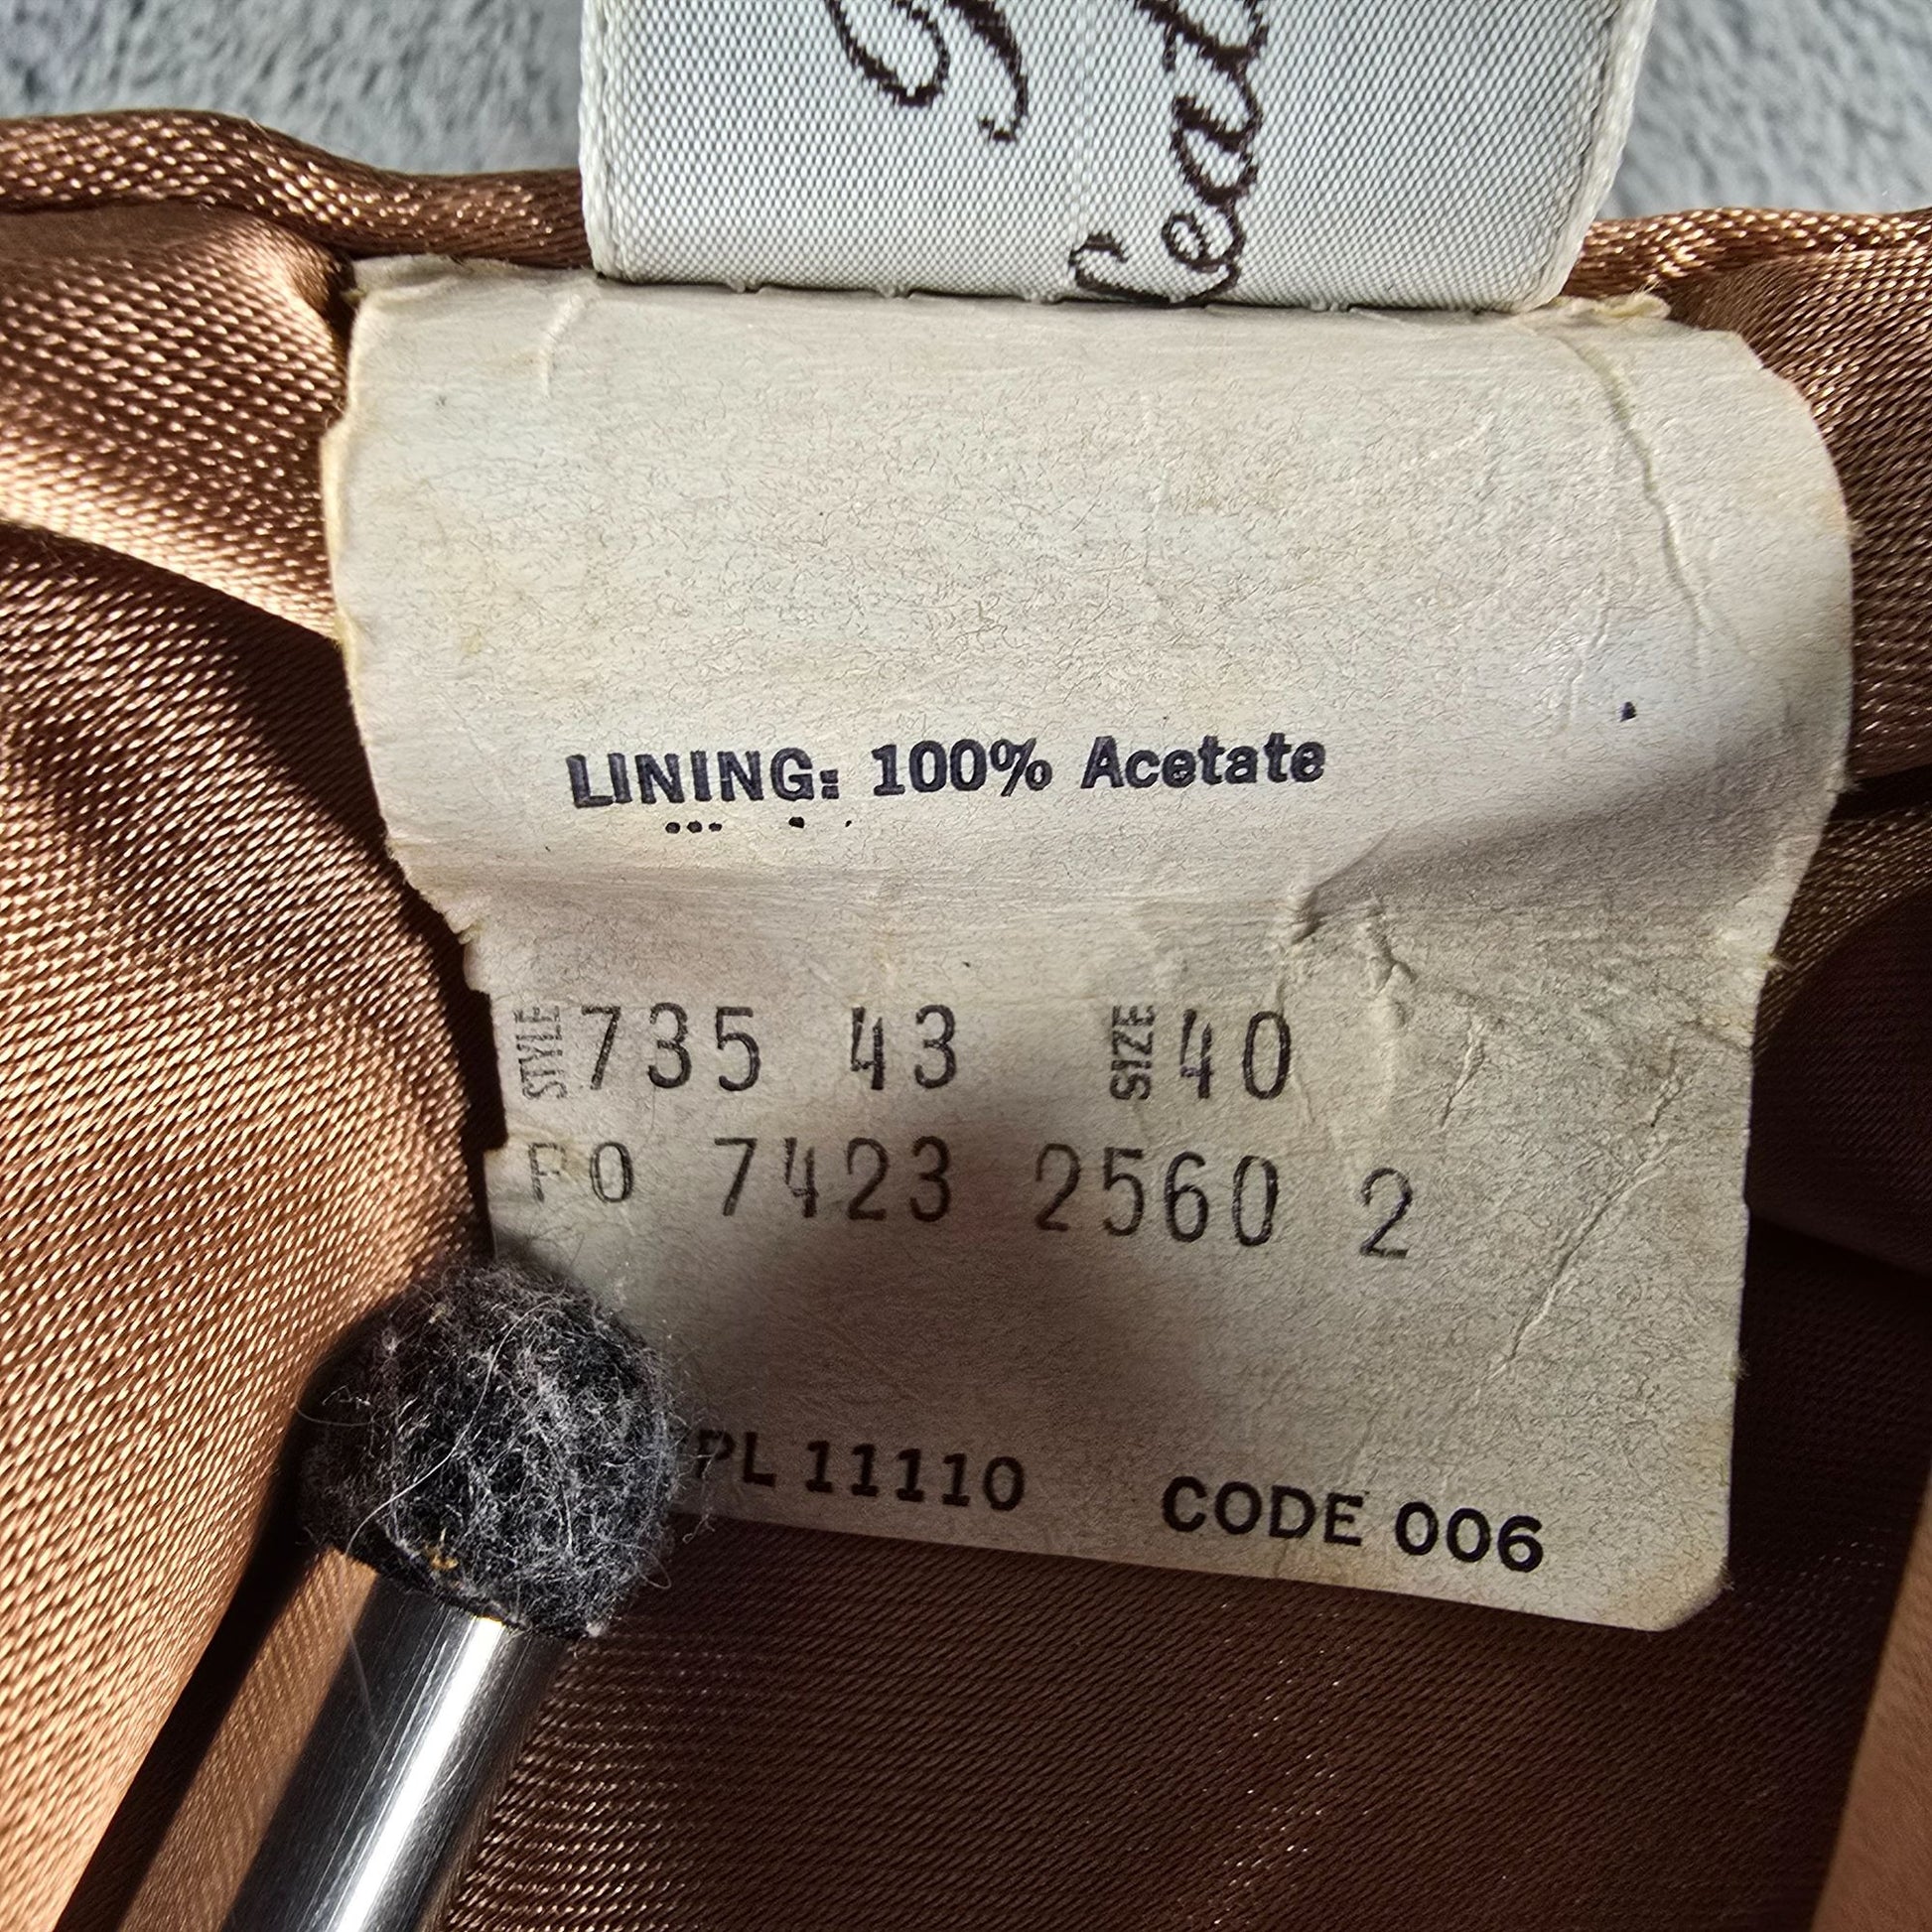 LINING: 100% Acetate
STYLE 735 43 SIZE 40
PO 7423 2560 2
PL 11110 CODE 006